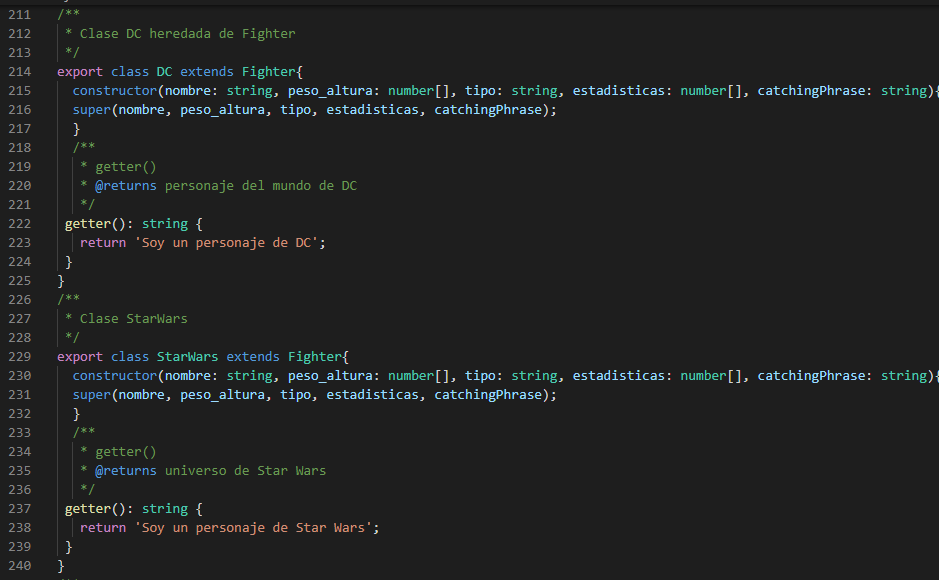 211 /**
212  * Clase DC heredada de Fighter
213  */
214 export class DC extends Fighter{
215   constructor(nombre: string, peso_altura: number[], tipo: string, estadisticas: number[], catchingPhrase: string){
216   super(nombre, peso_altura, tipo, estadisticas, catchingPhrase);
217   }
218   /**
219    * getter()
220    * @returns personaje del mundo de DC
221    */
222  getter(): string {
223    return 'Soy un personaje de DC';
224  }
225 }
226 /**
227  * Clase StarWars
228  */
229 export class StarWars extends Fighter{
230   constructor(nombre: string, peso_altura: number[], tipo: string, estadisticas: number[], catchingPhrase: string){
231   super(nombre, peso_altura, tipo, estadisticas, catchingPhrase);
232   }
233   /**
234    * getter()
235    * @returns universo de Star Wars
236    */
237  getter(): string {
238    return 'Soy un personaje de Star Wars';
239  }
240 }